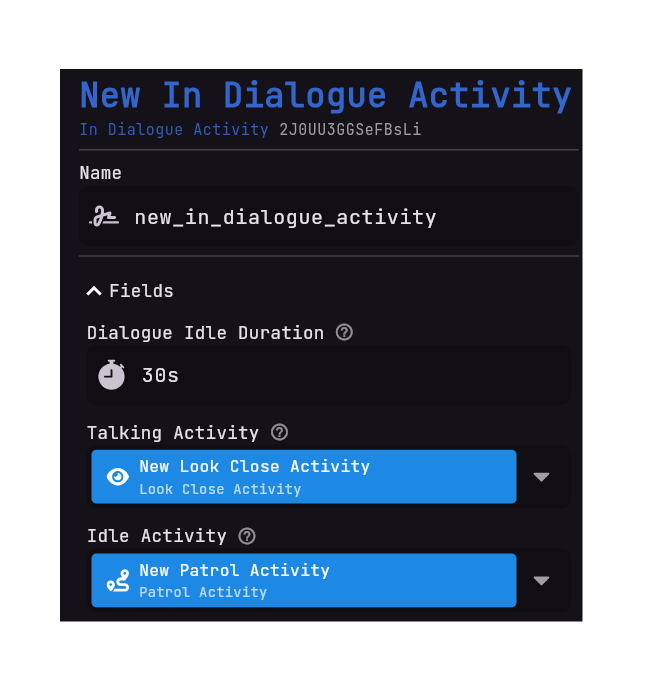 New In Dialogue Activity
In Dialogue Activity 2J0UU3GGSeFBsLi
Name
new_in_dialogue_activity
Fields
Dialogue Idle Duration
30s
Talking Activity
New Look Close Activity
Look Close Activity
Idle Activity
New Patrol Activity
Patrol Activity